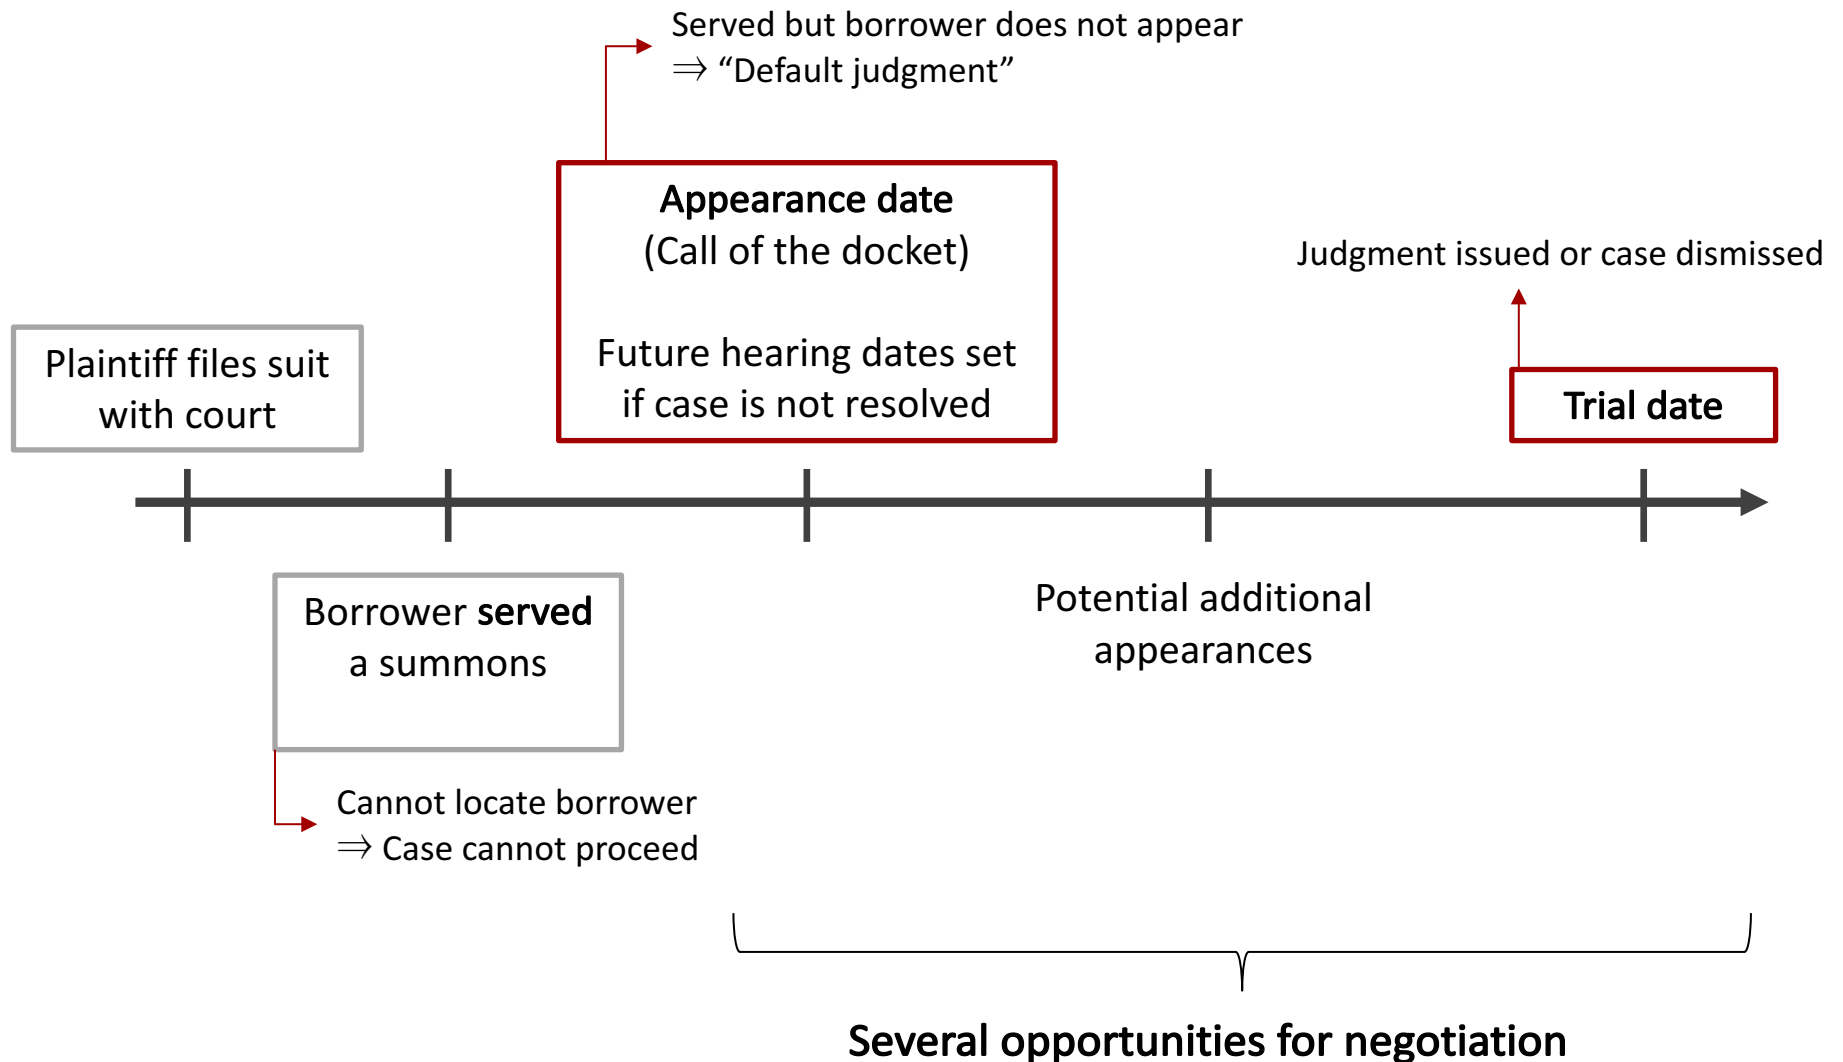 Served but borrower does not appear
⇒ “Default judgment”
Appearance date
(Call of the docket)
Future hearing dates set
if case is not resolved
Judgment issued or case dismissed
Plaintiff files suit
with court
Trial date
Borrower served
a summons
Potential additional
appearances
Cannot locate borrower
⇒ Case cannot proceed
Several opportunities for negotiation